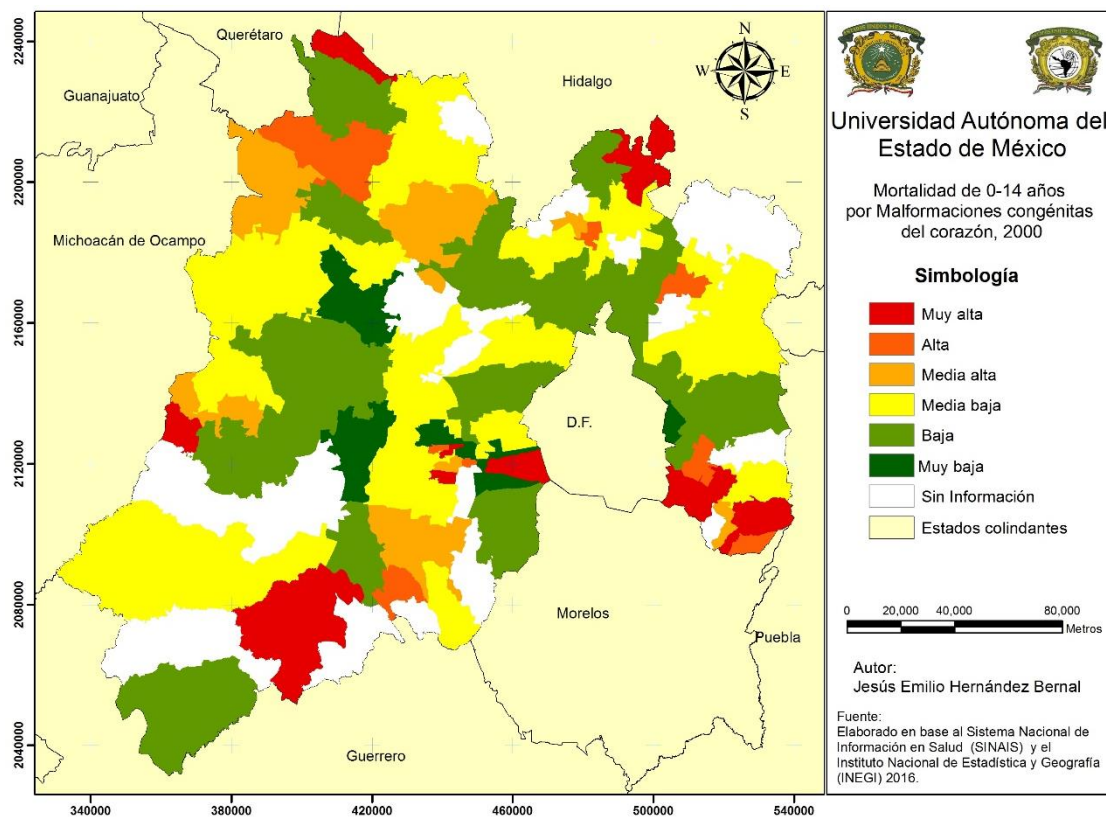 2240000
2200000
2160000
2120000
2080000
2040000
340000
380000
420000
460000
500000
540000
Querétaro
Guanajuato
Hidalgo
Michoacán de Ocampo
D.F.
Morelos
Puebla
Guerrero
N
W
E
S
Universidad Autónoma del
Estado de México
Mortalidad de 0-14 años
por Malformaciones congénitas
del corazón, 2000
Simbología
Muy alta
Alta
Media alta
Media baja
Baja
Muy baja
Sin Información
Estados colindantes
0 20,000 40,000 80,000
Metros
Autor:
Jesús Emilio Hernández Bernal
Fuente:
Elaborado en base al Sistema Nacional de
Información en Salud (SINAIS) y el
Instituto Nacional de Estadística y Geografía
(INEGI) 2016.